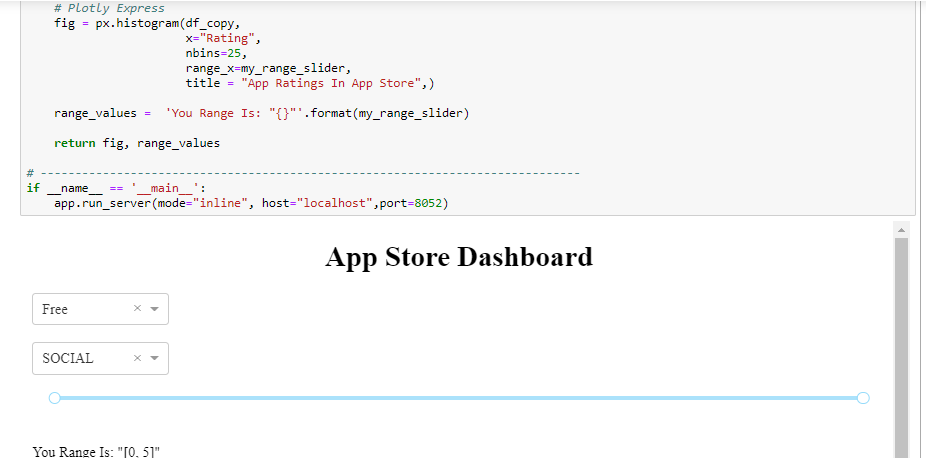 # Plotly Express
fig = px.histogram(df_copy,
x="Rating",
nbins=25,
range_x=my_range_slider,
title = "App Ratings In App Store",)
range_values =  'You Range Is: "{}"'.format(my_range_slider)
return fig, range_values
# ------------------------------------------------------------------------------
if __name__ == '__main__':
app.run_server(mode="inline", host="localhost",port=8052)
App Store Dashboard
Free ×
SOCIAL ×
You Range Is: "[0, 5]"